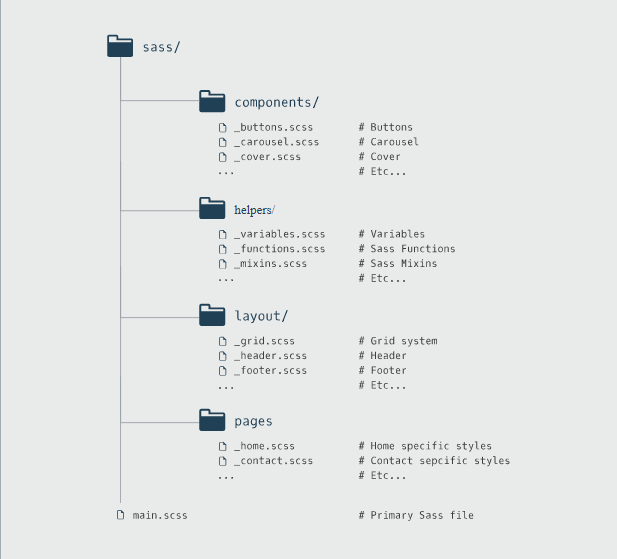 sass/
components/
_buttons.scss # Buttons
_carousel.scss # Carousel
_cover.scss # Cover
... # Etc...
helpers/
_variables.scss # Variables
_functions.scss # Sass Functions
_mixins.scss # Sass Mixins
... # Etc...
layout/
_grid.scss # Grid system
_header.scss # Header
_footer.scss # Footer
... # Etc...
pages
_home.scss # Home specific styles
_contact.scss # Contact sepcific styles
... # Etc...
main.scss # Primary Sass file